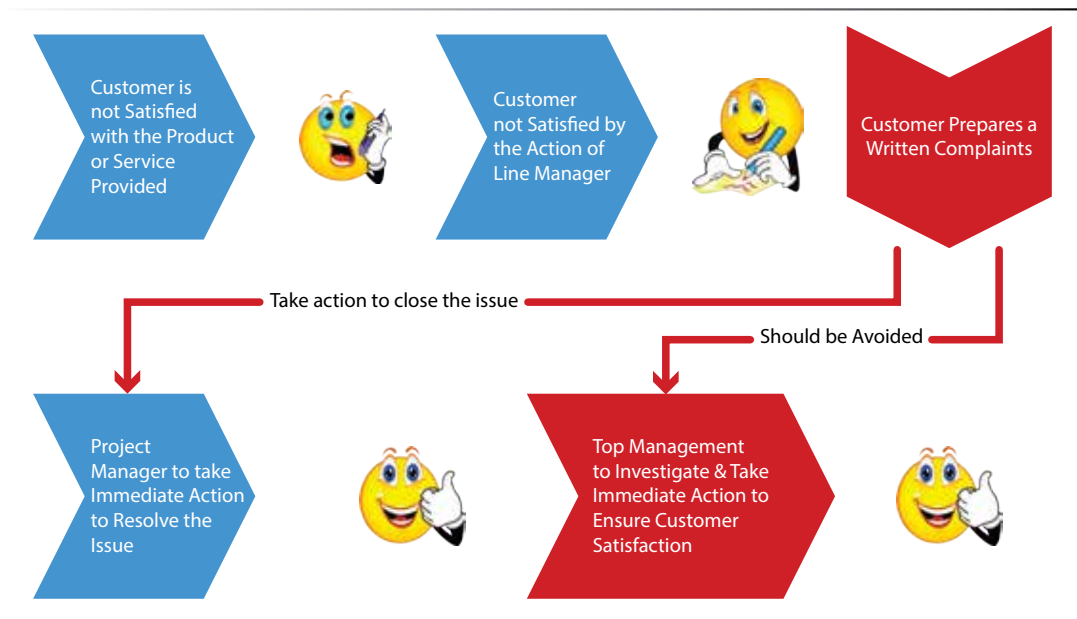 Customer is
not Satisfied
with the Product
or Service
Provided
Customer
not Satisfied by
the Action of
Line Manager
Customer Prepares a
Written Complaints
Take action to close the issue
Should be Avoided
Project
Manager to take
Immediate Action
to Resolve the
Issue
Top Management
to Investigate & Take
Immediate Action to
Ensure Customer
Satisfaction